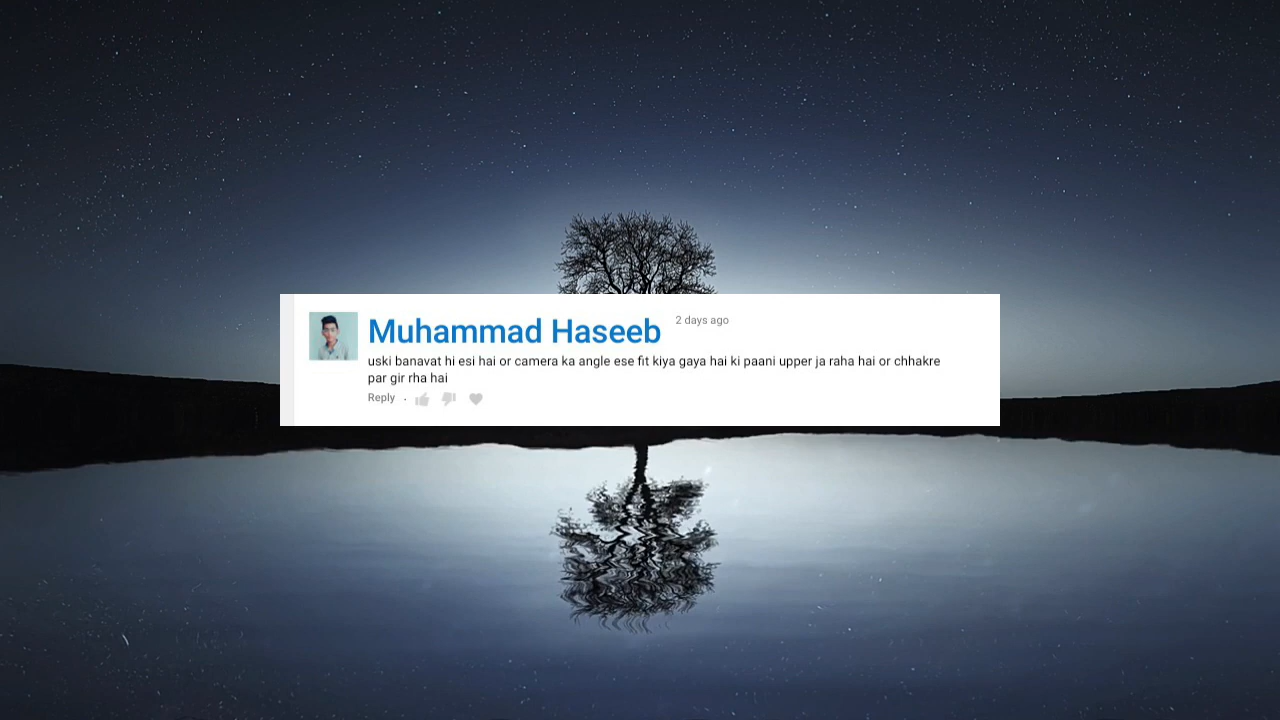 Muhammad Haseeb 2 days ago
uski banavat hi esi hai or camera ka angle ese fit kiya gaya hai ki paani upper ja raha hai or chhakre
par gir rha hai
Reply